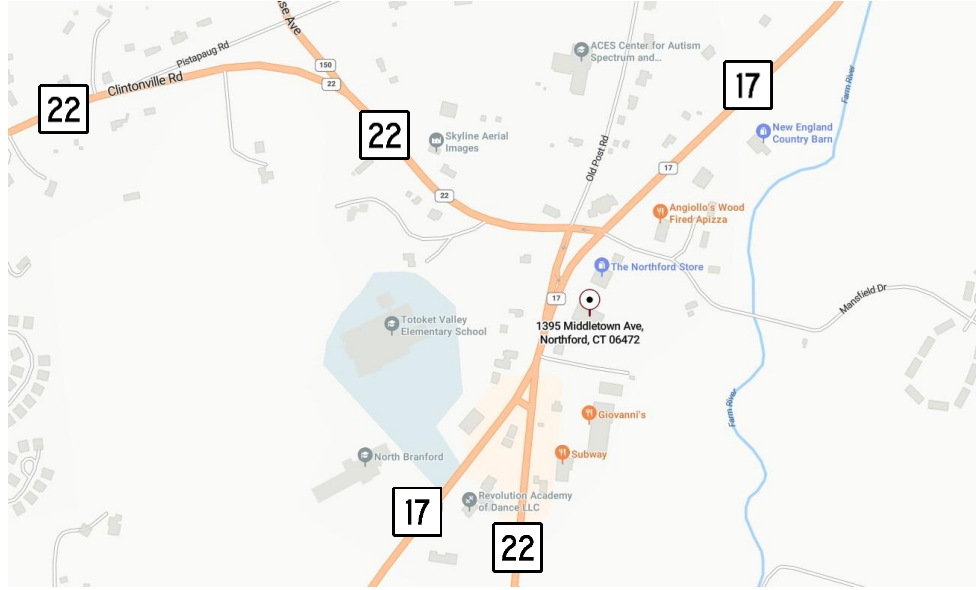 se Ave
Pistapaug Rd
Clintonville Rd
22
150
22
22
22
Skyline Aerial
Images
ACES Center for Autism
Spectrum and...
17
Farm River
New England
Country Barn
Old Post Rd
17
Angiollo's Wood
Fired Apizza
The Northford Store
17
1395 Middletown Ave,
Northford, CT 06472
Mansfield Dr
Totoket Valley
Elementary School
Farm River
Giovanni's
Subway
North Branford
Revolution Academy
of Dance LLC
17
22